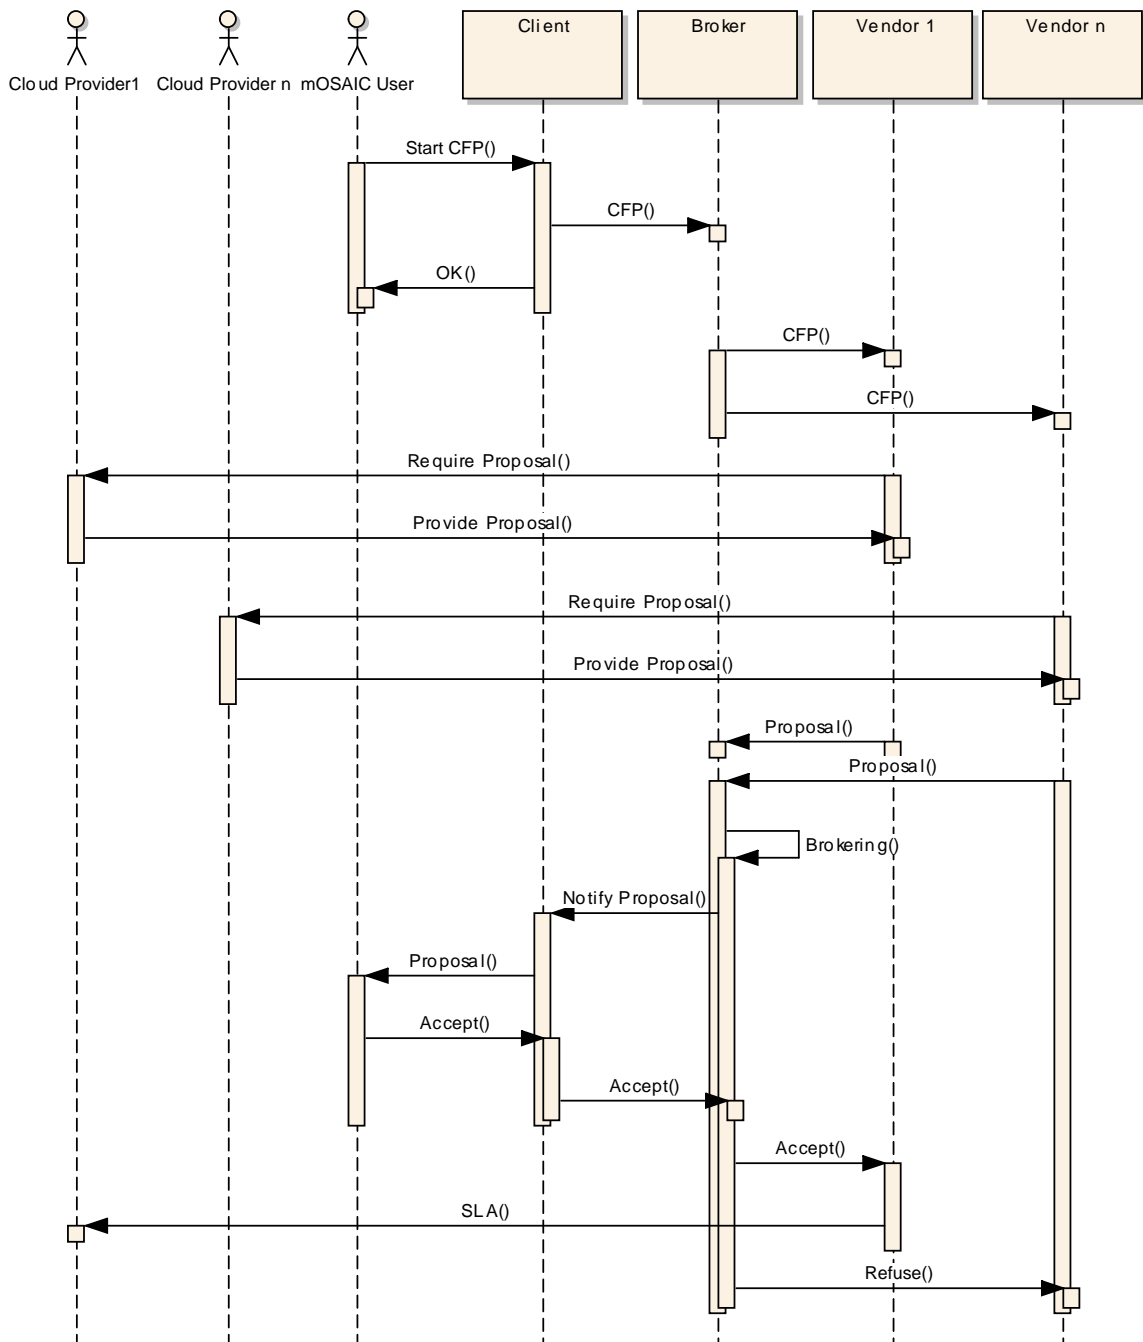 Client
Broker
Vendor 1
Vendor n
Cloud Provider1
Cloud Provider n
mOSAIC User
Start CFP()
CFP()
OK()
CFP()
CFP()
Require Proposal()
Provide Proposal()
Require Proposal()
Provide Proposal()
Proposal()
Proposal()
Brokering()
Notify Proposal()
Proposal()
Accept()
Accept()
Accept()
SLA()
Refuse()